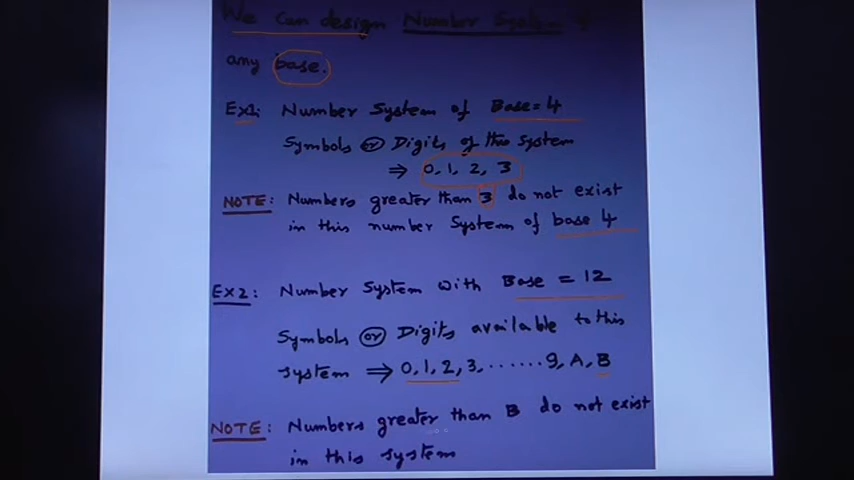 We can design Number System of
any base.
Ex1: Number System of Base=4
Symbols or Digits of this system
⇒ 0, 1, 2, 3
NOTE: Numbers greater than 3 do not exist
in this number System of base 4
Ex2: Number System with Base = 12
Symbols or Digits available to this
system ⇒ 0, 1, 2, 3, ...... 9, A, B
NOTE: Numbers greater than B do not exist
in this system